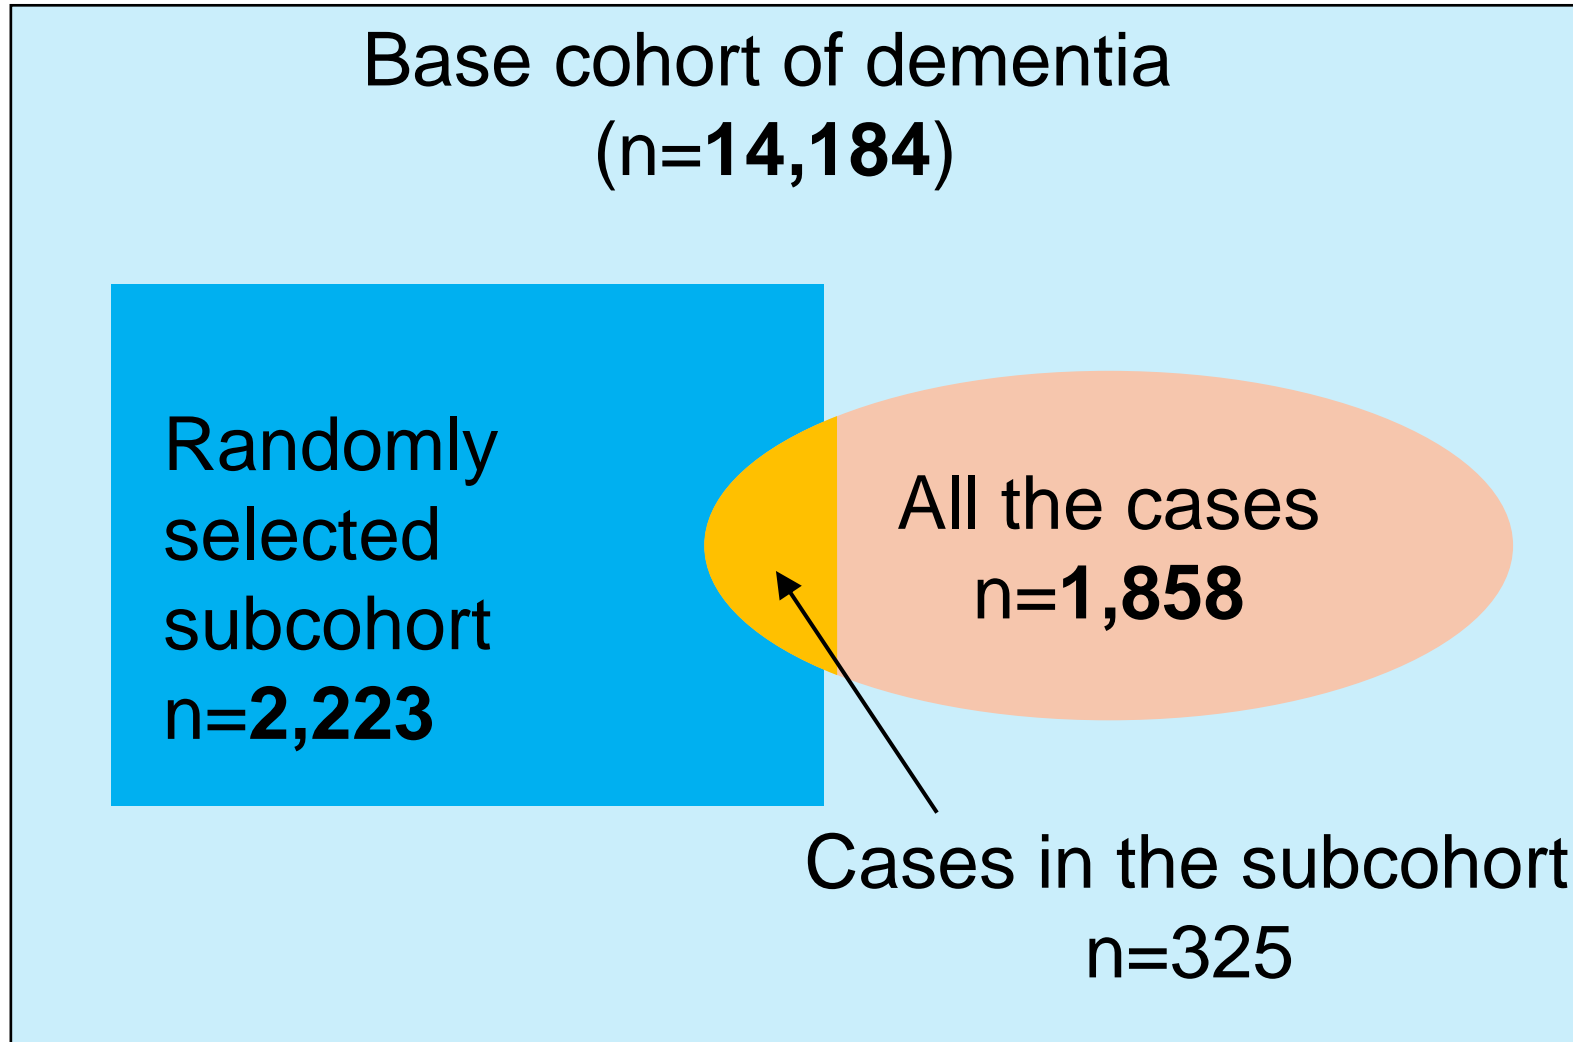 Base cohort of dementia
(n=14,184)
Randomly
selected
subcohort
n=2,223
All the cases
n=1,858
Cases in the subcohort
n=325